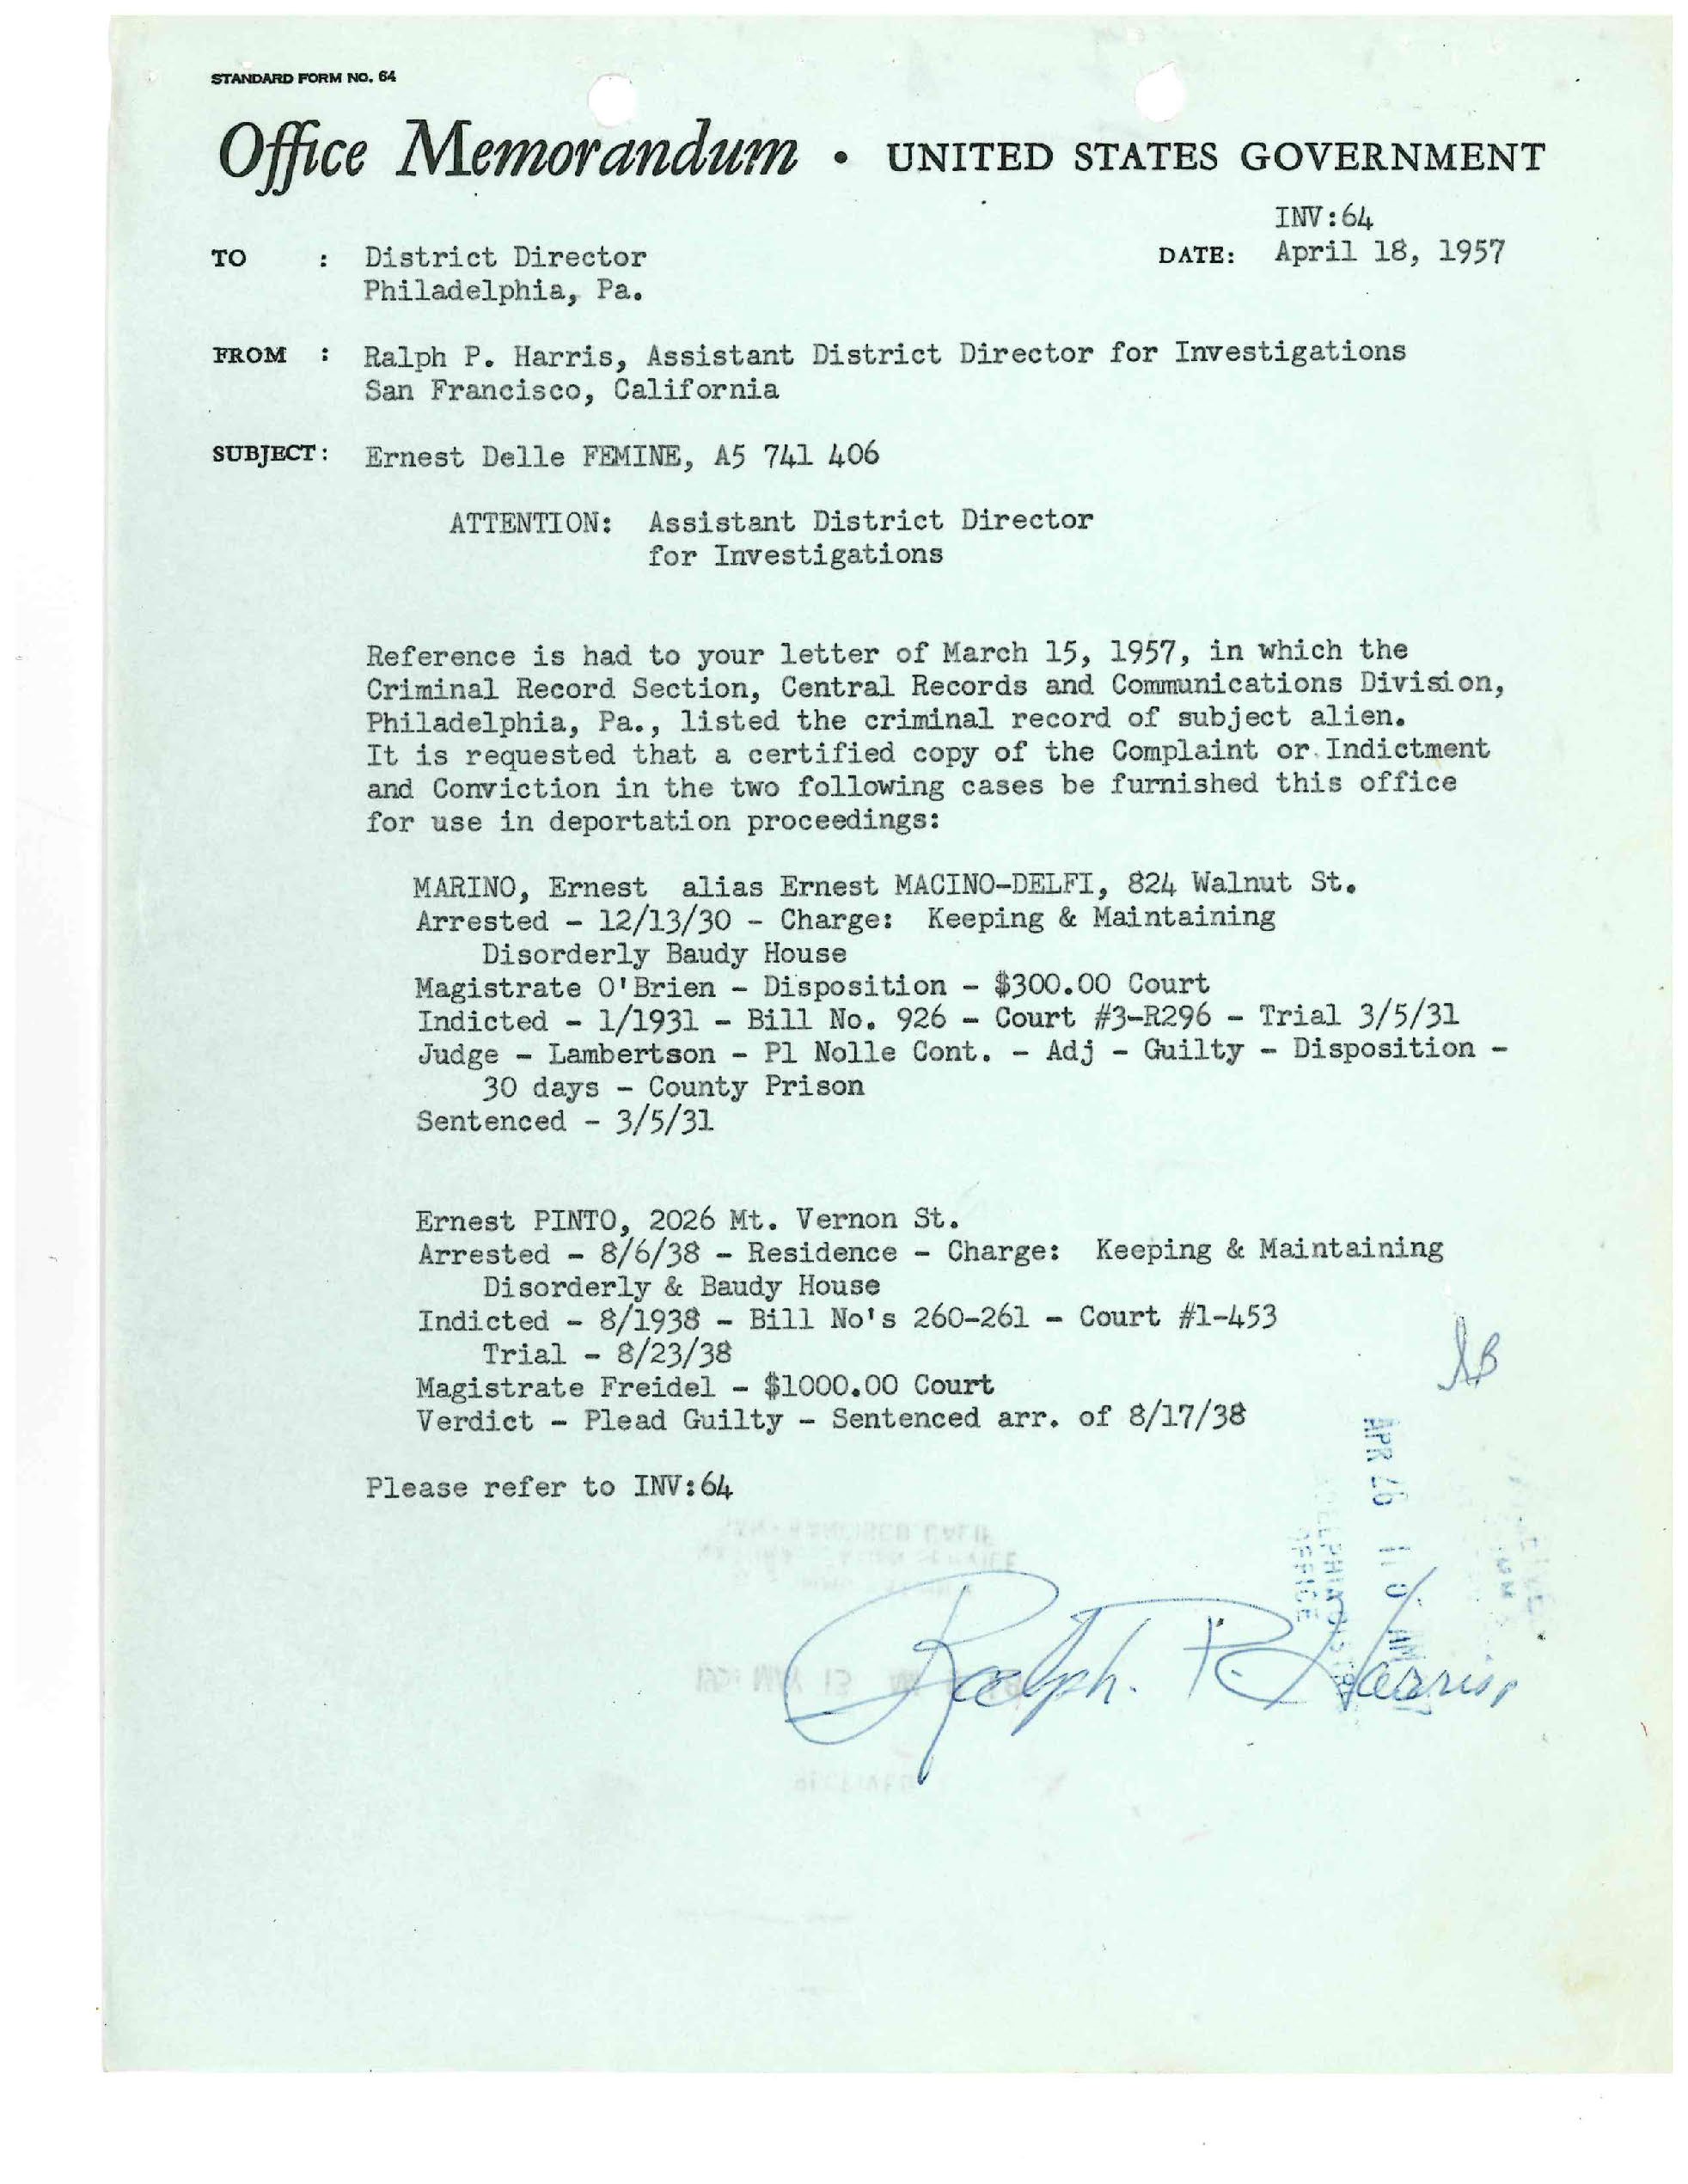 STANDARD FORM NO. 64
Office Memorandum • UNITED STATES GOVERNMENT
INV:64
TO : District Director DATE: April 18, 1957
Philadelphia, Pa.
FROM : Ralph P. Harris, Assistant District Director for Investigations
San Francisco, California
SUBJECT: Ernest Delle FEMINE, A5 741 406
ATTENTION: Assistant District Director
for Investigations
Reference is had to your letter of March 15, 1957, in which the
Criminal Record Section, Central Records and Communications Division,
Philadelphia, Pa., listed the criminal record of subject alien.
It is requested that a certified copy of the Complaint or Indictment
and Conviction in the two following cases be furnished this office
for use in deportation proceedings:
MARINO, Ernest alias Ernest MACINO-DELFI, 824 Walnut St.
Arrested - 12/13/30 - Charge: Keeping & Maintaining
Disorderly Baudy House
Magistrate O'Brien - Disposition - $300.00 Court
Indicted - 1/1931 - Bill No. 926 - Court #3-R296 - Trial 3/5/31
Judge - Lambertson - Pl Nolle Cont. - Adj - Guilty - Disposition -
30 days - County Prison
Sentenced - 3/5/31
Ernest PINTO, 2026 Mt. Vernon St.
Arrested - 8/6/38 - Residence - Charge: Keeping & Maintaining
Disorderly & Baudy House
Indicted - 8/1938 - Bill No's 260-261 - Court #1-453
Trial - 8/23/38
Magistrate Freidel - $1000.00 Court
Verdict - Plead Guilty - Sentenced arr. of 8/17/38
Please refer to INV:64
APR 26
OFFICE
Ralph P. Harris